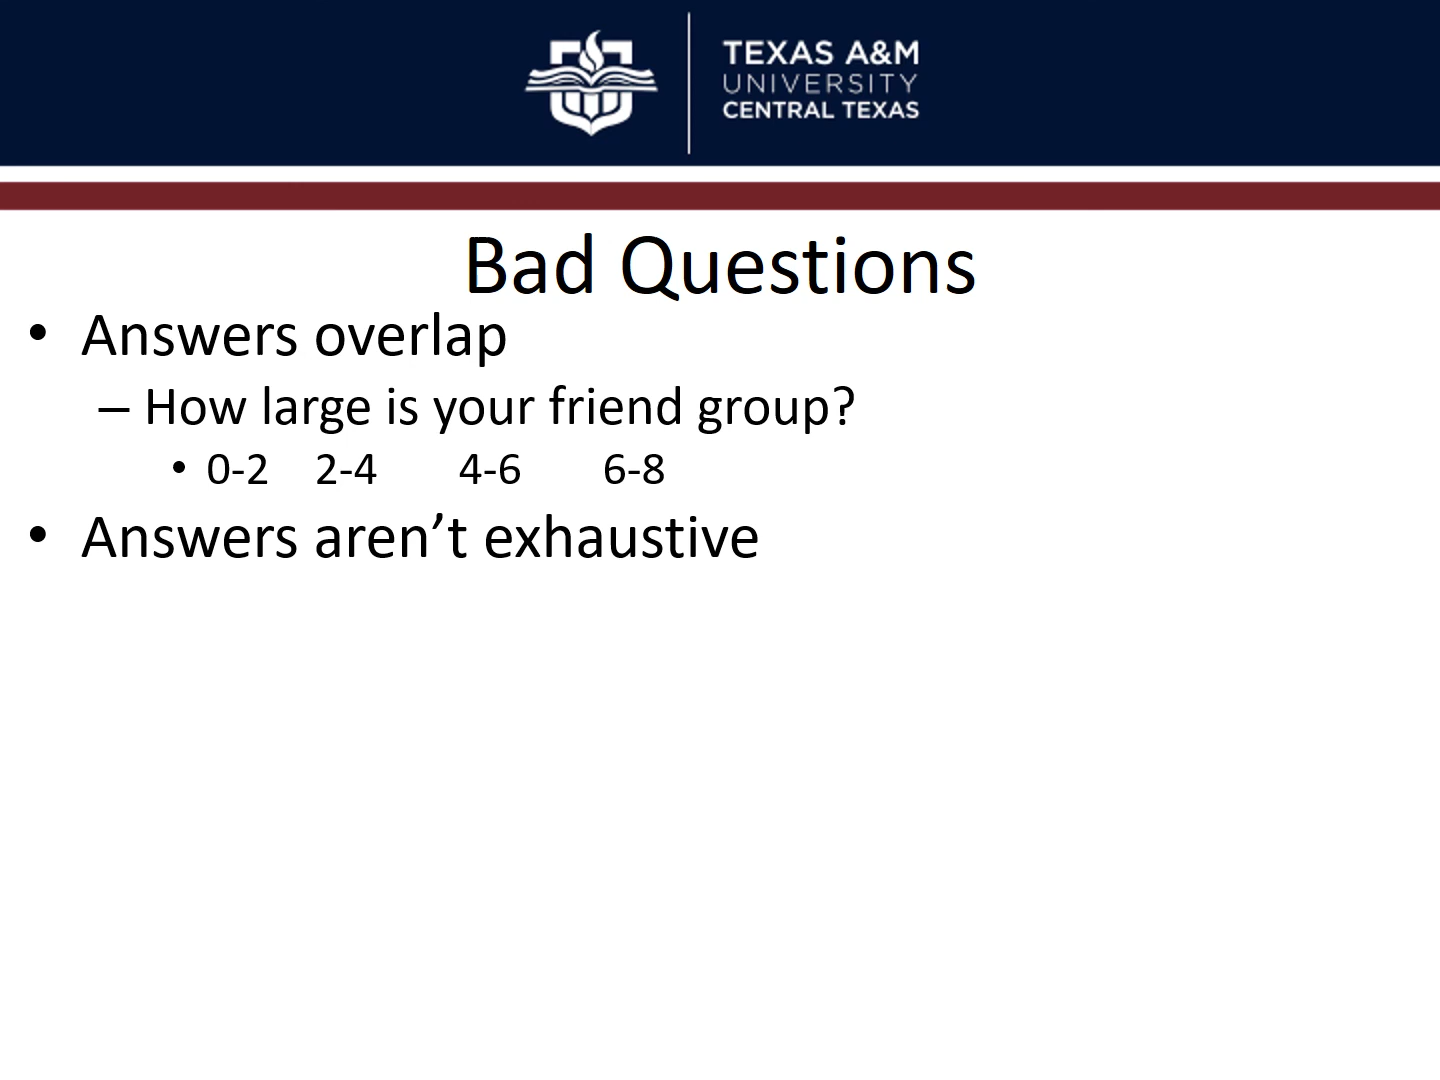 TEXAS A&M
UNIVERSITY
CENTRAL TEXAS
Bad Questions
• Answers overlap
– How large is your friend group?
• 0-2 2-4 4-6 6-8
• Answers aren’t exhaustive